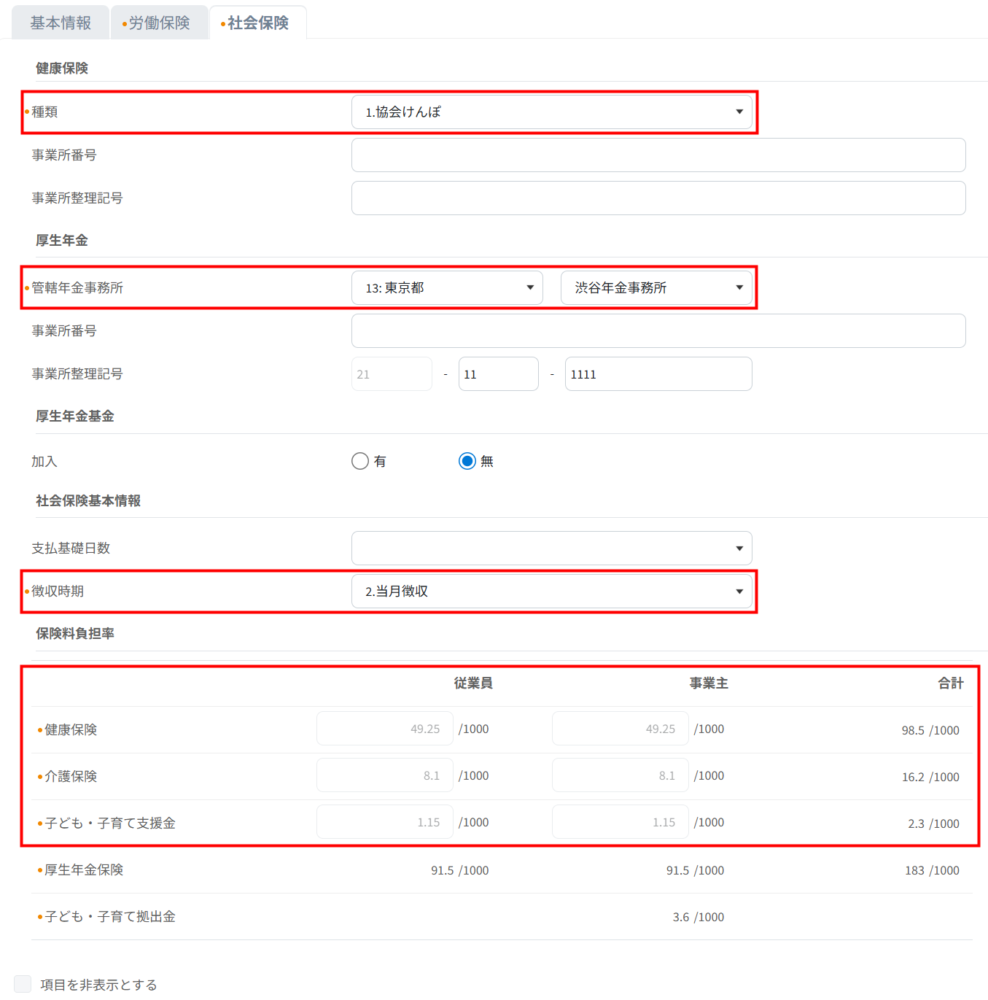 基本情報 労働保険 社会保険
健康保険
種類 1.協会けんぽ
事業所番号
事業所整理記号
厚生年金
管轄年金事務所 13: 東京都 渋谷年金事務所
事業所番号
事業所整理記号 21 - 11 - 1111
厚生年金基金
加入 有 無
社会保険基本情報
支払基礎日数
徴収時期 2.当月徴収
保険料負担率
従業員 事業主 合計
健康保険 49.25 /1000 49.25 /1000 98.5 /1000
介護保険 8.1 /1000 8.1 /1000 16.2 /1000
子ども・子育て支援金 1.15 /1000 1.15 /1000 2.3 /1000
厚生年金保険 91.5 /1000 91.5 /1000 183 /1000
子ども・子育て拠出金 3.6 /1000
項目を非表示とする